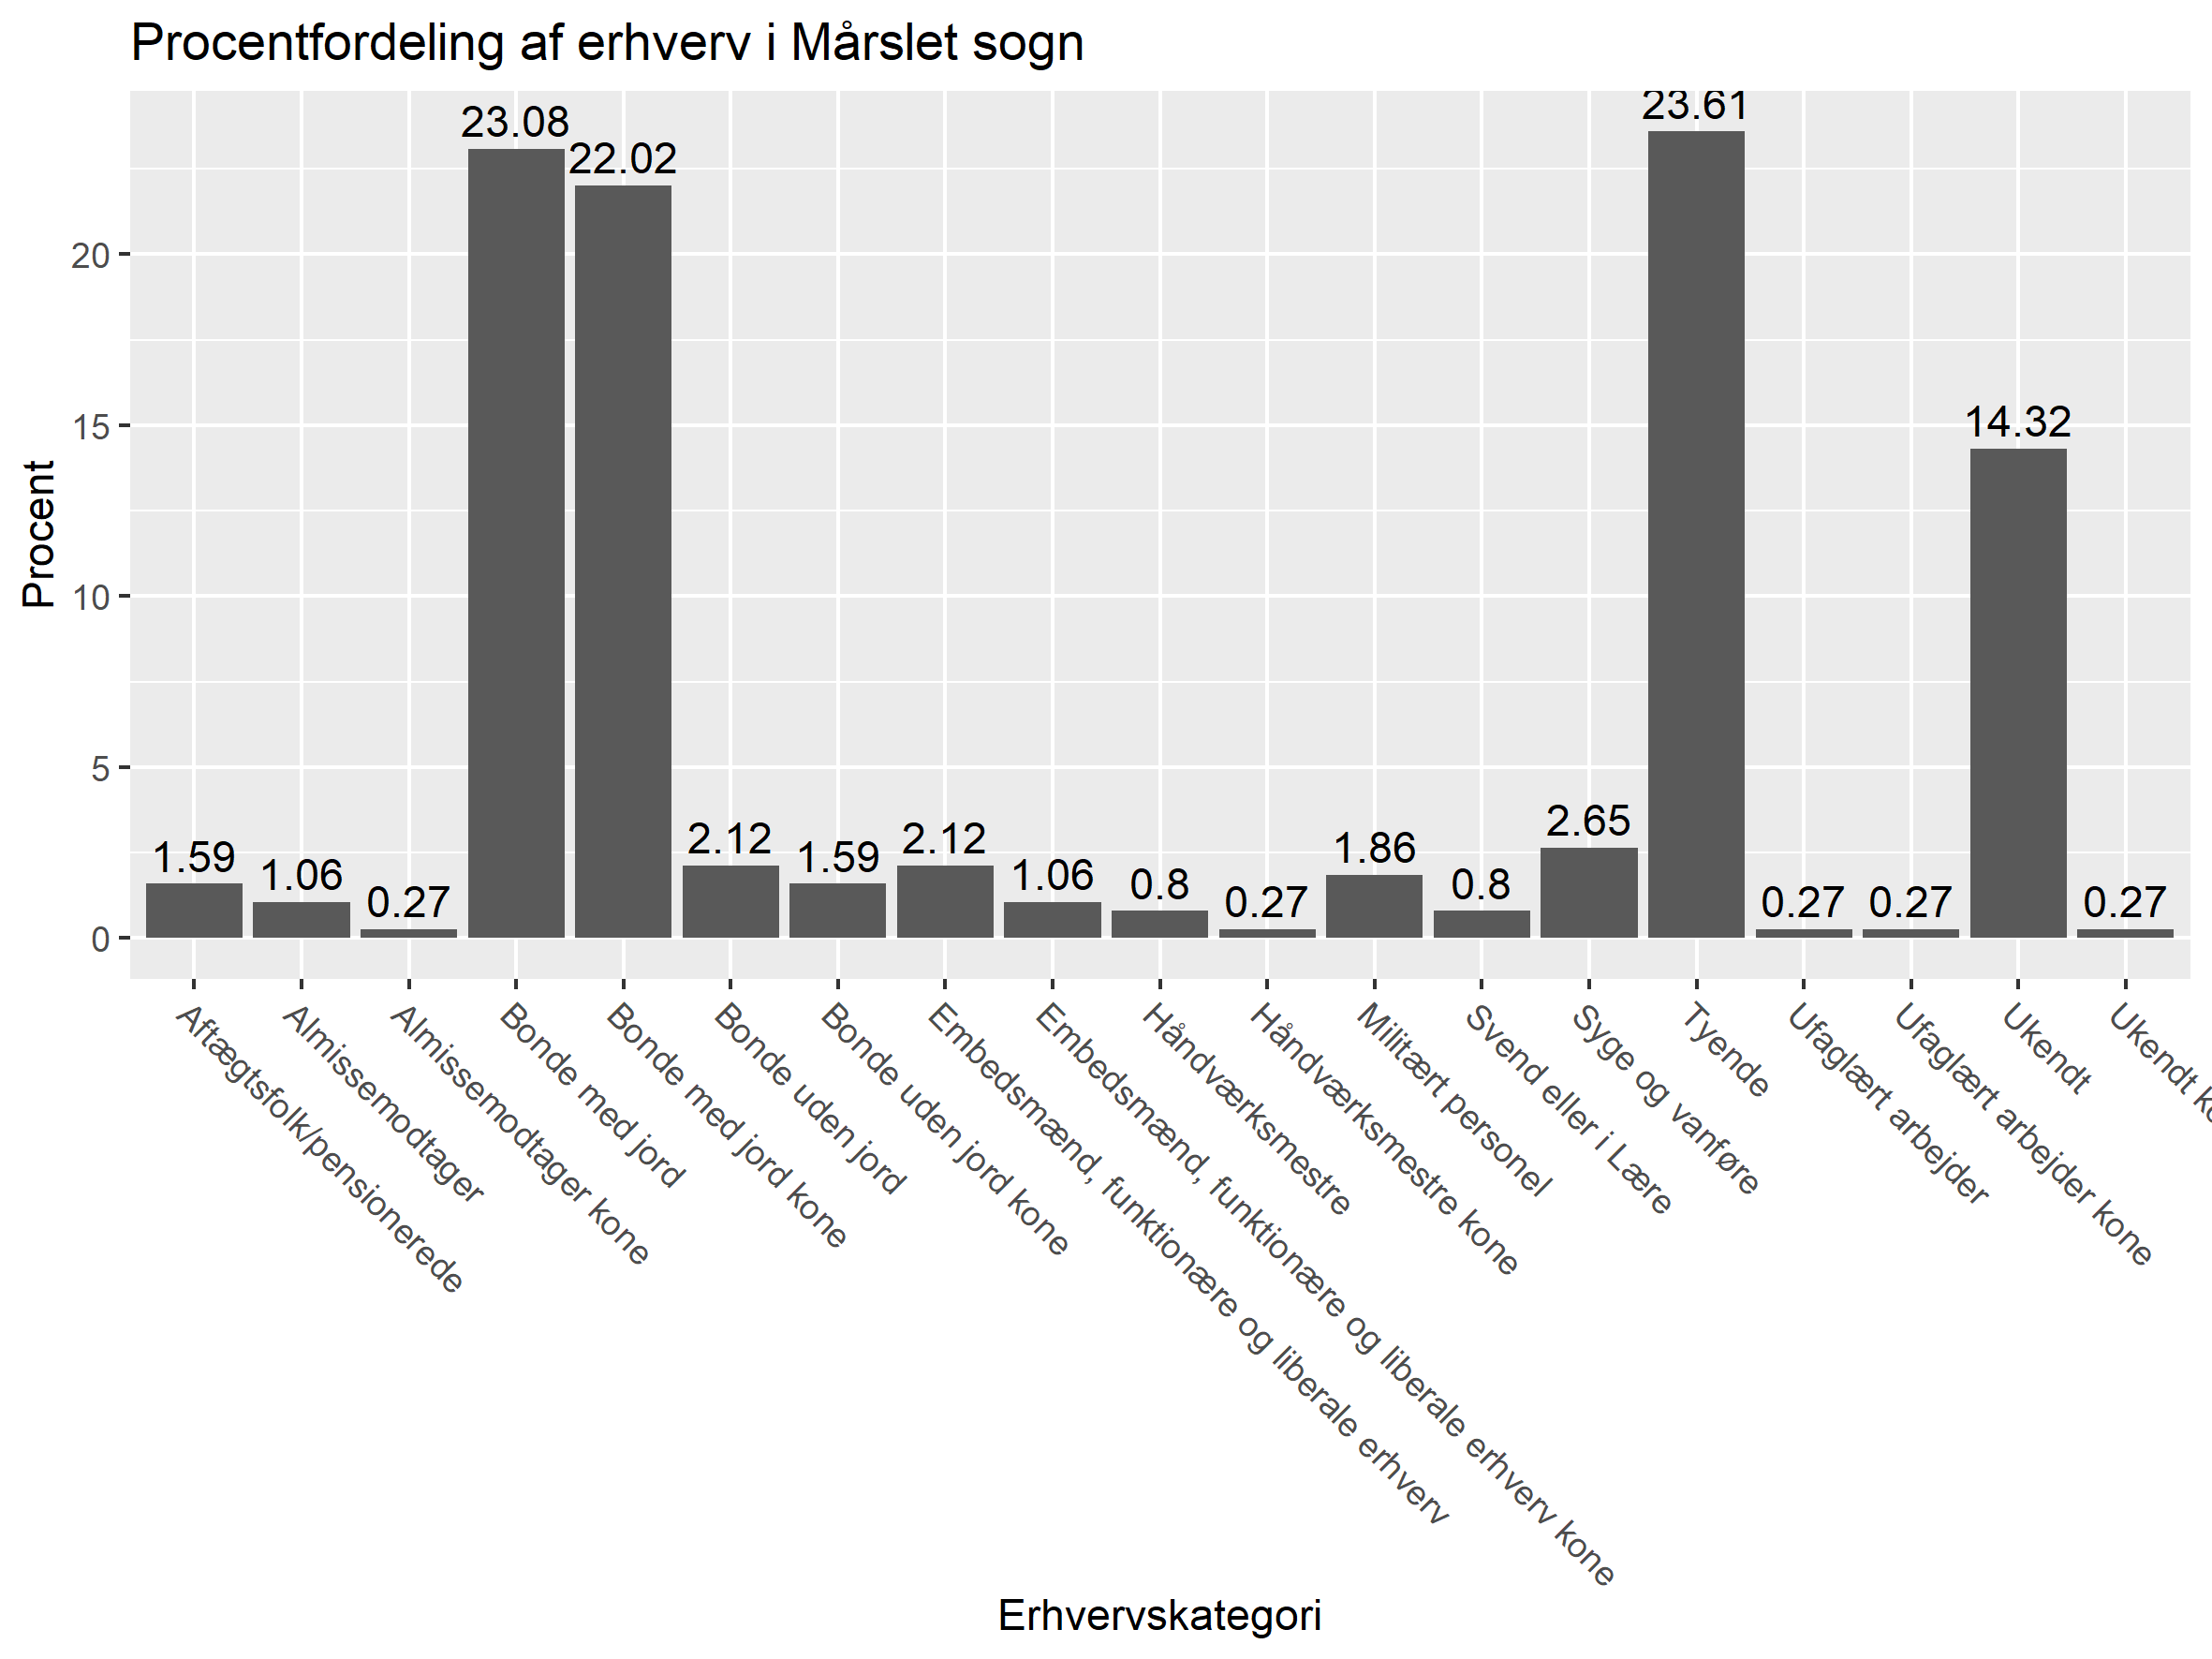 Procentfordeling af erhverv i Mårslet sogn
Procent
20
15
10
5
0
1.59
1.06
0.27
23.08
22.02
2.12
1.59
2.12
1.06
0.8
0.27
1.86
0.8
2.65
23.61
0.27
0.27
14.32
0.27
Aftægtsfolk/pensionerede
Almissemodtager
Almissemodtager kone
Bonde med jord
Bonde med jord kone
Bonde uden jord
Bonde uden jord kone
Embedsmænd, funktionære og liberale erhverv
Embedsmænd, funktionære og liberale erhverv kone
Håndværksmestre
Håndværksmestre kone
Militært personel
Svend eller i Lære
Syge og vanføre
Tyende
Ufaglært arbejder
Ufaglært arbejder kone
Ukendt
Ukendt
Erhvervskategori